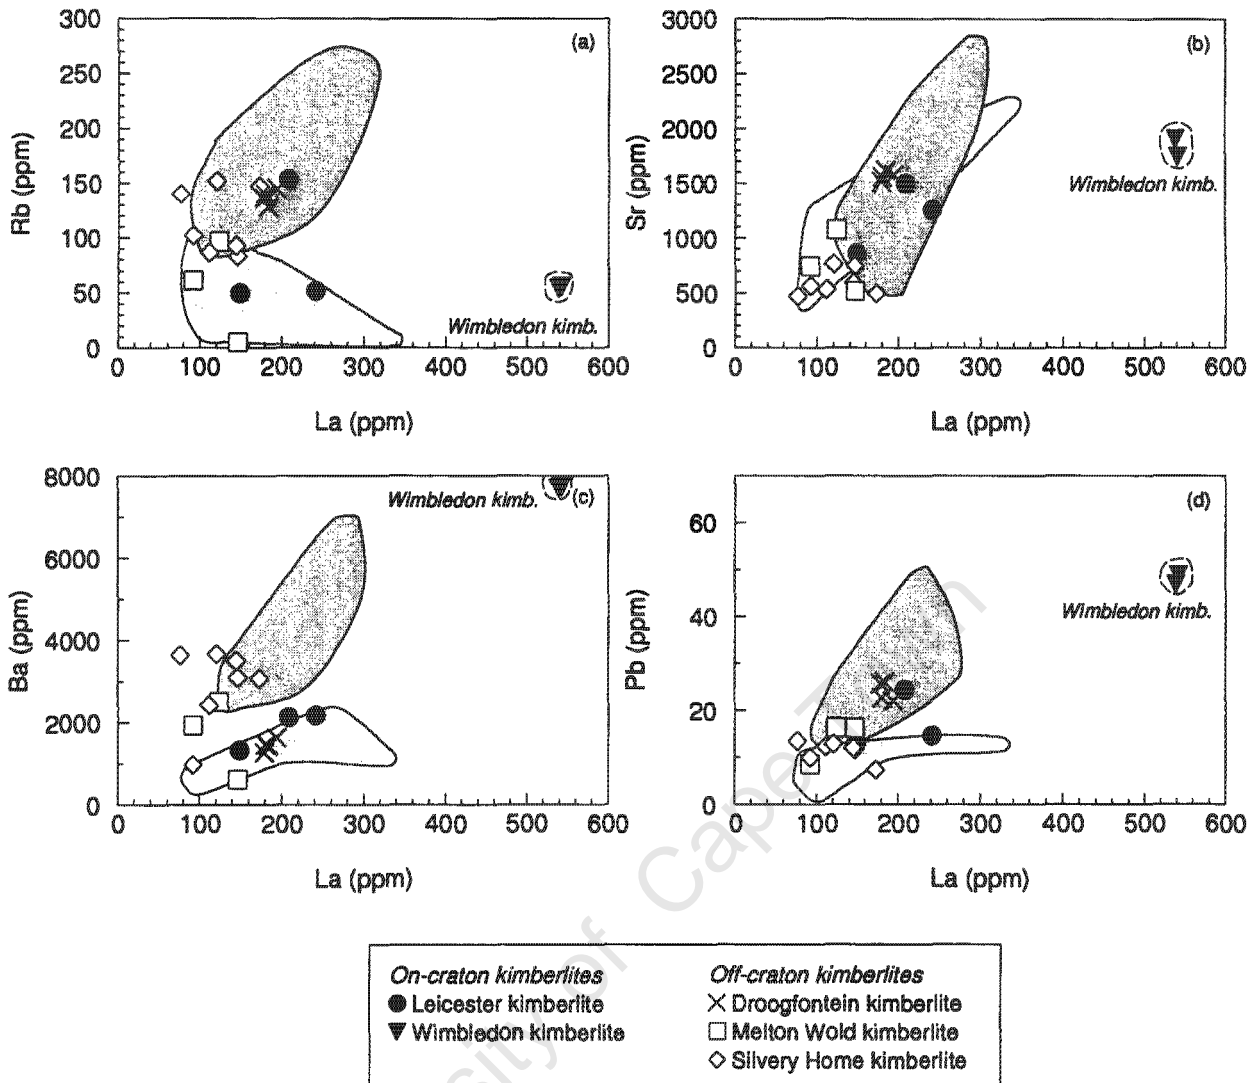 300
250
200
150
100
50
0
Rb (ppm)
(a)
Wimbledon kimb.
0 100 200 300 400 500 600
La (ppm)
3000
2500
2000
1500
1000
500
0
Sr (ppm)
(b)
Wimbledon kimb.
0 100 200 300 400 500 600
La (ppm)
8000
6000
4000
2000
0
Ba (ppm)
Wimbledon kimb.
(c)
0 100 200 300 400 500 600
La (ppm)
60
40
20
0
Pb (ppm)
(d)
Wimbledon kimb.
0 100 200 300 400 500 600
La (ppm)
On-craton kimberlites
Leicester kimberlite
Wimbledon kimberlite
Off-craton kimberlites
Droogfontein kimberlite
Melton Wold kimberlite
Silvery Home kimberlite
sity of Cape